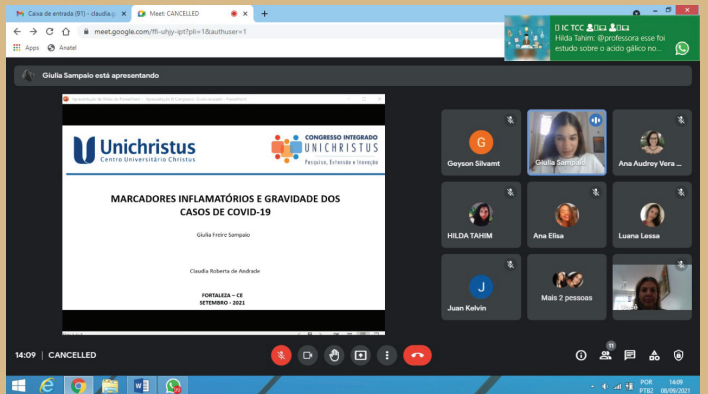 Caixa de entrada (91) - claudia.g
Meet: CANCELLED
meet.google.com/ffi-uhjy-ipt?pli=1&authuser=1
Apps
Anatel
IC TCC
Hilda Tahim: @professora esse foi
estudo sobre o acido gálico no...
Giulia Sampaio está apresentando
Unichristus
Centro Universitário Christus
CONGRESSO INTEGRADO
UNICHRISTUS
Pesquisa, Extensão e Inovação
MARCADORES INFLAMATÓRIOS E GRAVIDADE DOS
CASOS DE COVID-19
Giulia Freire Sampaio
Claudia Roberta de Andrade
FORTALEZA – CE
SETEMBRO - 2021
G
Geyson Silvamt
Giulia Sampaio
Ana Audrey Vera ...
HILDA TAHIM
Ana Elisa
Luana Lessa
J
Juan Kelvin
Mais 2 pessoas
14:09 | CANCELLED
11
POR
PTB2
14:09
08/09/2021